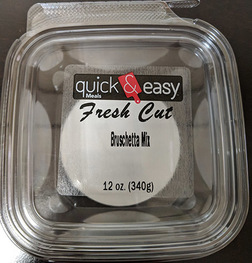 quick & easy
Meals
Fresh Cut
Bruschetta Mix
12 oz. (340g)